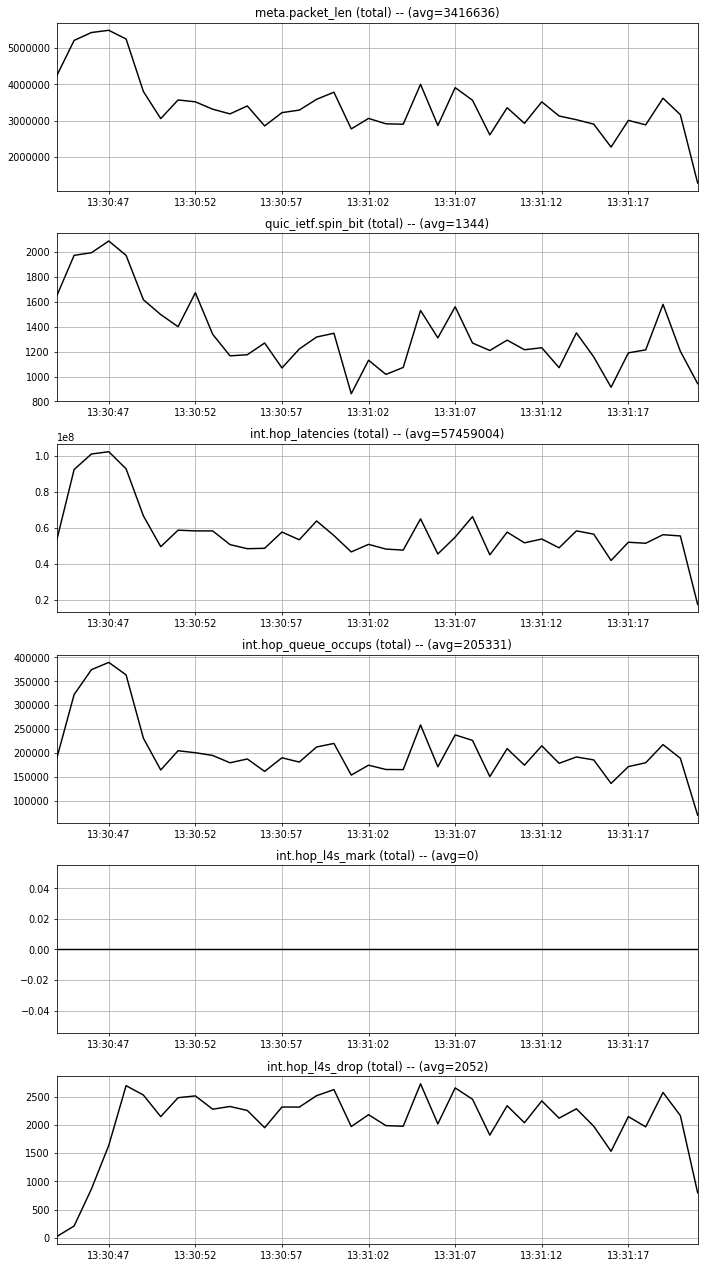 meta.packet_len (total) -- (avg=3416636)
5000000
4000000
3000000
2000000
13:30:47 13:30:52 13:30:57 13:31:02 13:31:07 13:31:12 13:31:17
quic_ietf.spin_bit (total) -- (avg=1344)
2000
1800
1600
1400
1200
1000
800
13:30:47 13:30:52 13:30:57 13:31:02 13:31:07 13:31:12 13:31:17
int.hop_latencies (total) -- (avg=57459004)
1e8
1.0
0.8
0.6
0.4
0.2
13:30:47 13:30:52 13:30:57 13:31:02 13:31:07 13:31:12 13:31:17
int.hop_queue_occups (total) -- (avg=205331)
400000
350000
300000
250000
200000
150000
100000
13:30:47 13:30:52 13:30:57 13:31:02 13:31:07 13:31:12 13:31:17
int.hop_l4s_mark (total) -- (avg=0)
0.04
0.02
0.00
−0.02
−0.04
13:30:47 13:30:52 13:30:57 13:31:02 13:31:07 13:31:12 13:31:17
int.hop_l4s_drop (total) -- (avg=2052)
2500
2000
1500
1000
500
0
13:30:47 13:30:52 13:30:57 13:31:02 13:31:07 13:31:12 13:31:17